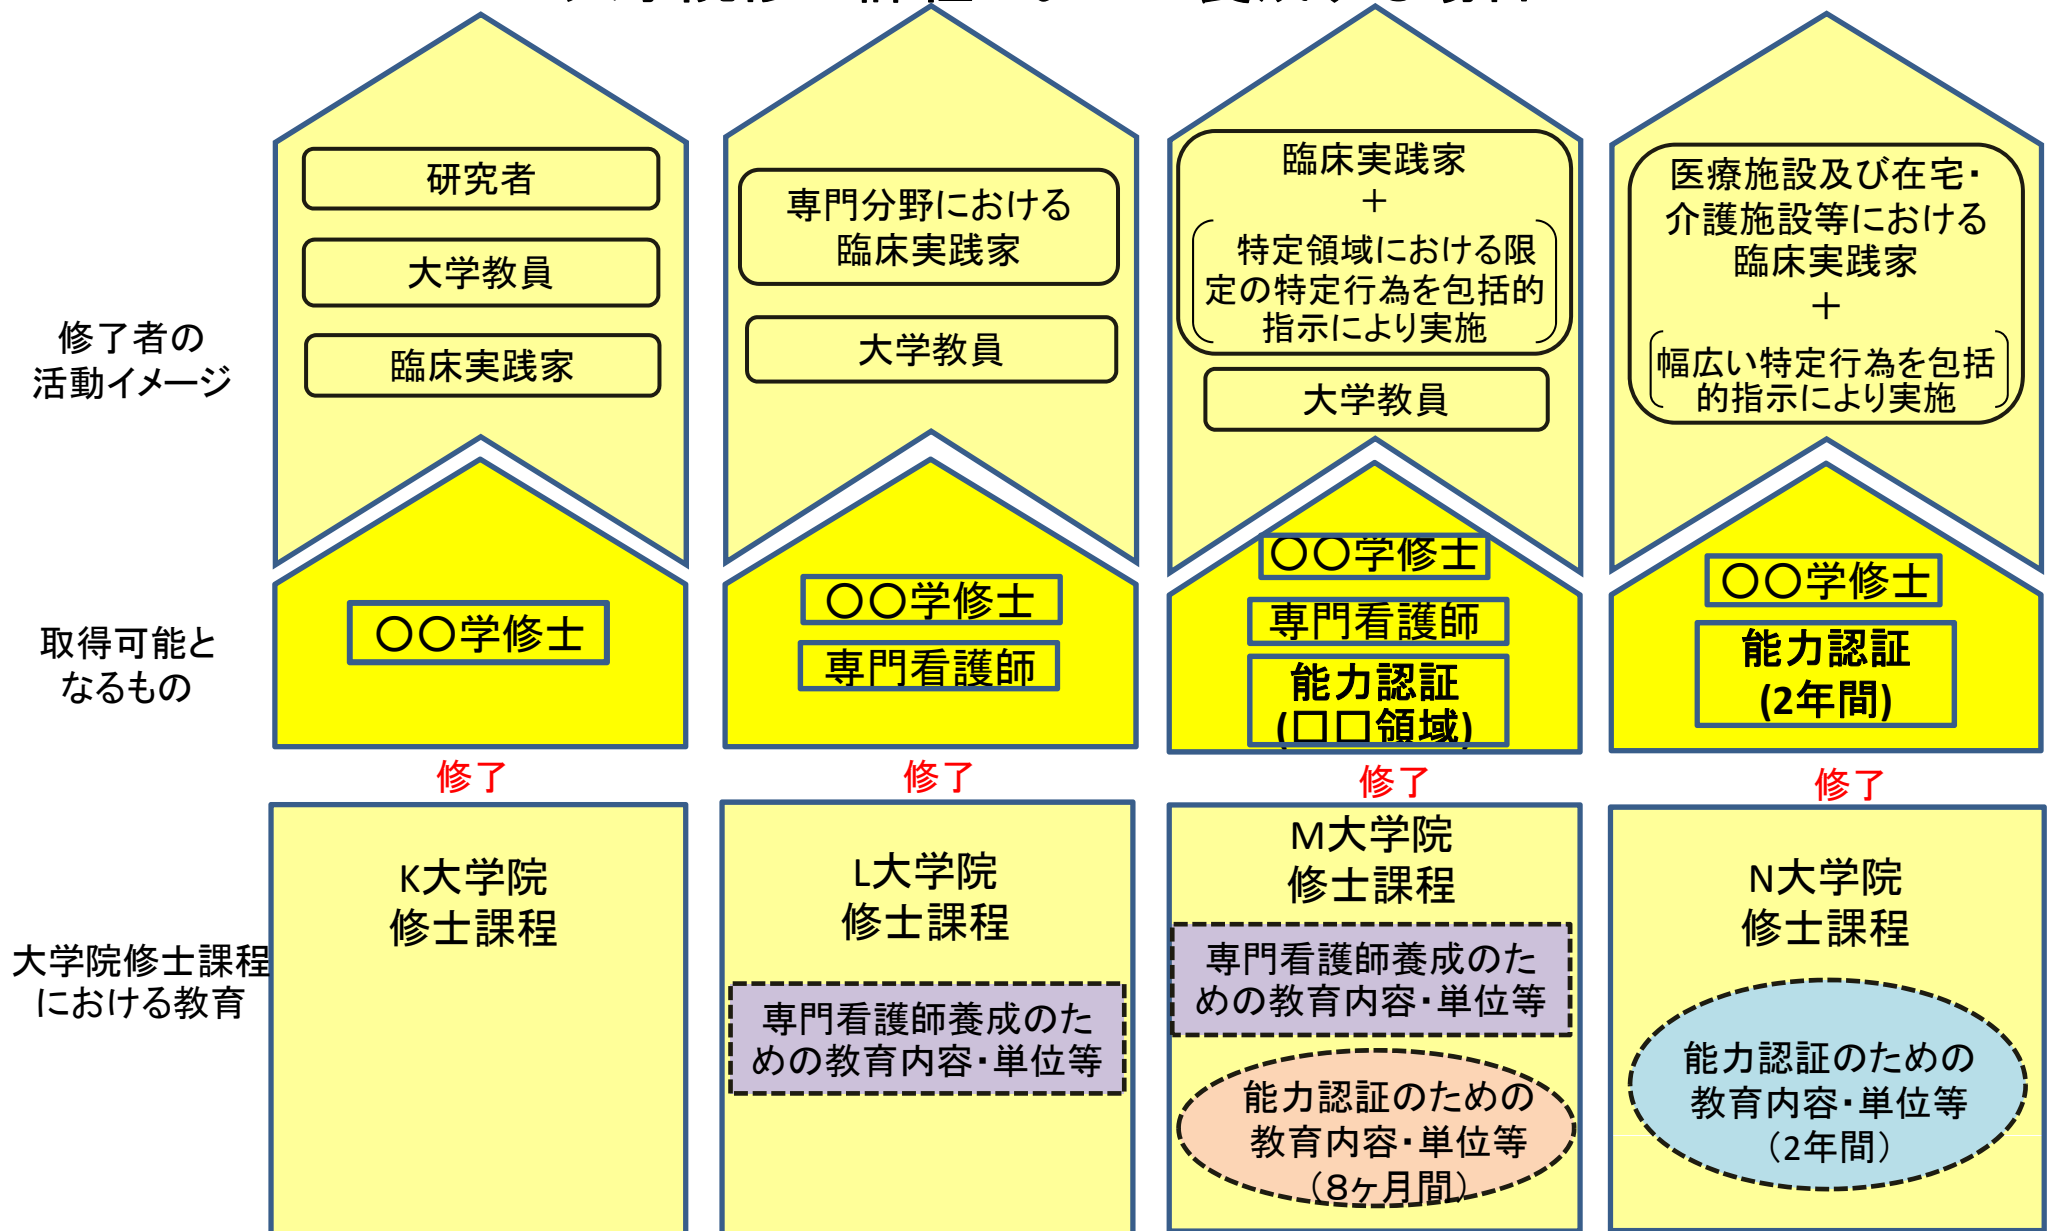 修了者の
活動イメージ
研究者
大学教員
臨床実践家
専門分野における
臨床実践家
大学教員
臨床実践家
＋
特定領域における限
定の特定行為を包括的
指示により実施
大学教員
医療施設及び在宅・
介護施設等における
臨床実践家
＋
幅広い特定行為を包括
的指示により実施
取得可能と
なるもの
〇〇学修士
〇〇学修士
専門看護師
〇〇学修士
専門看護師
能力認証
(□□領域)
〇〇学修士
能力認証
(2年間)
修了
修了
修了
修了
大学院修士課程
における教育
K大学院
修士課程
L大学院
修士課程
専門看護師養成のた
めの教育内容・単位等
M大学院
修士課程
専門看護師養成のた
めの教育内容・単位等
能力認証のための
教育内容・単位等
（8ヶ月間）
N大学院
修士課程
能力認証のための
教育内容・単位等
（2年間）